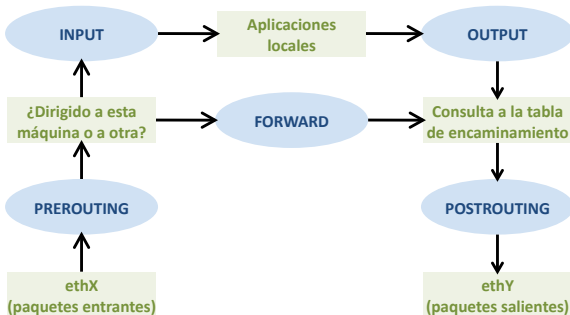 INPUT
Aplicaciones
locales
OUTPUT
¿Dirigido a esta
máquina o a otra?
FORWARD
Consulta a la tabla
de encaminamiento
PREROUTING
POSTROUTING
ethX
(paquetes entrantes)
ethY
(paquetes salientes)